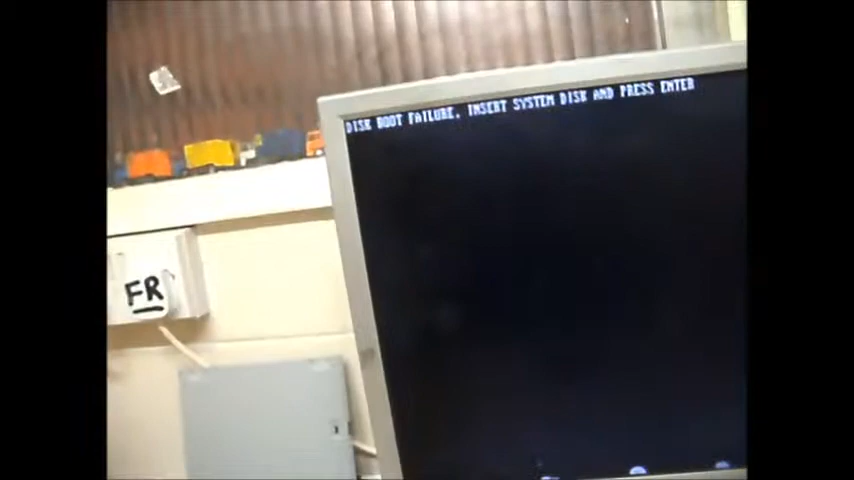 DISK BOOT FAILURE, INSERT SYSTEM DISK AND PRESS ENTER
FR